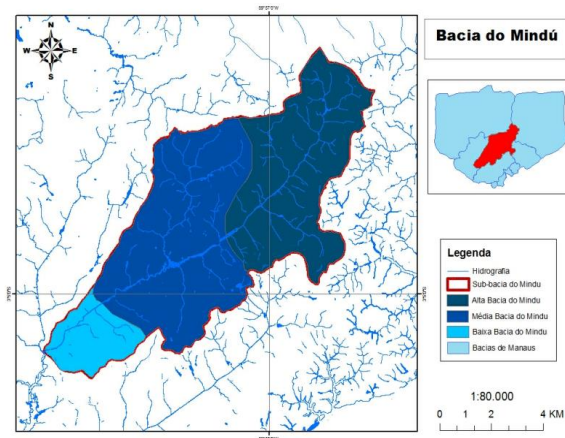 Bacia do Mindú
N
W E
S
Legenda
Hidrografia
Sub-bacia do Mindu
Alta Bacia do Mindu
Média Bacia do Mindu
Baixa Bacia do Mindu
Bacias de Manaus
1:80.000
0 1 2 4 KM